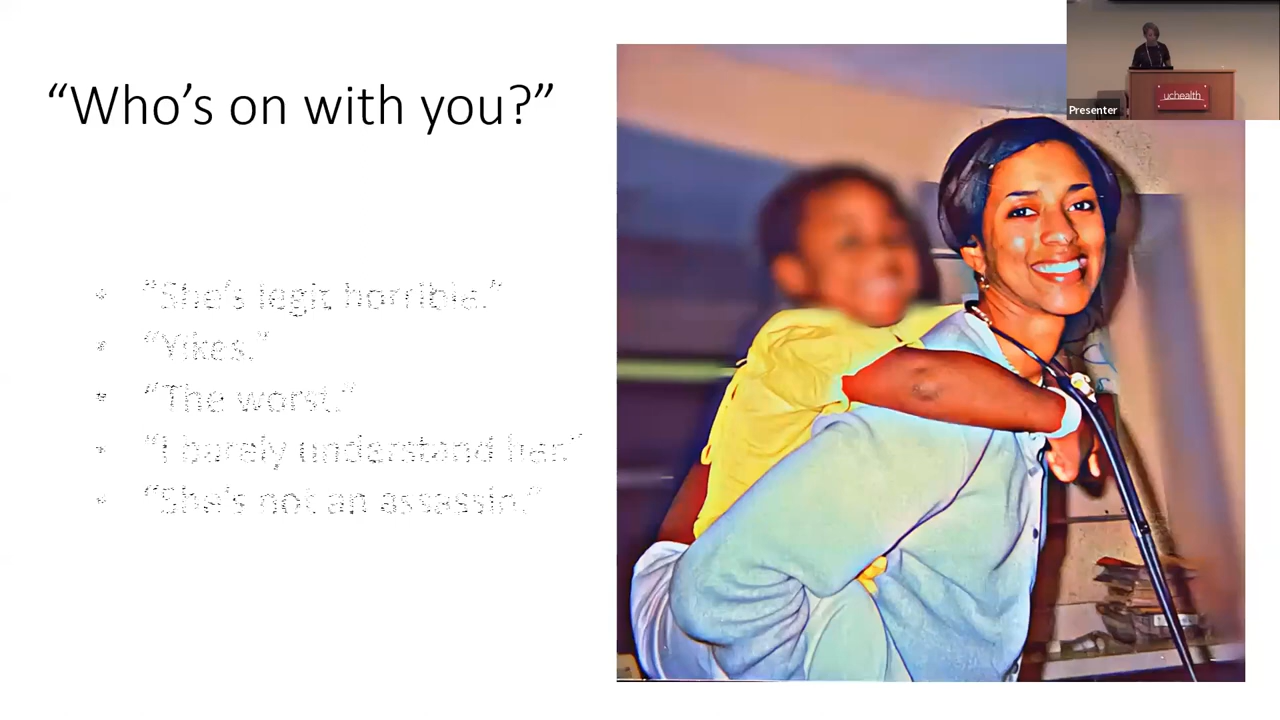 “Who’s on with you?”
“She’s legit horrible.”
“Yikes.”
“The worst.”
“I barely understand her.”
“She’s not an assassin.”
uchealth
Presenter